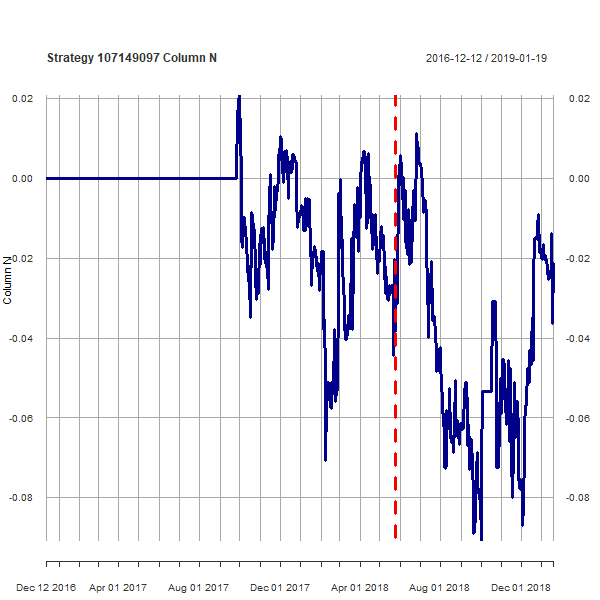 Strategy 107149097 Column N
2016-12-12 / 2019-01-19
0.02
0.02
0.00
0.00
-0.02
-0.02
Column N
-0.04
-0.04
-0.06
-0.06
-0.08
-0.08
Dec 12 2016
Apr 01 2017
Aug 01 2017
Dec 01 2017
Apr 01 2018
Aug 01 2018
Dec 01 2018